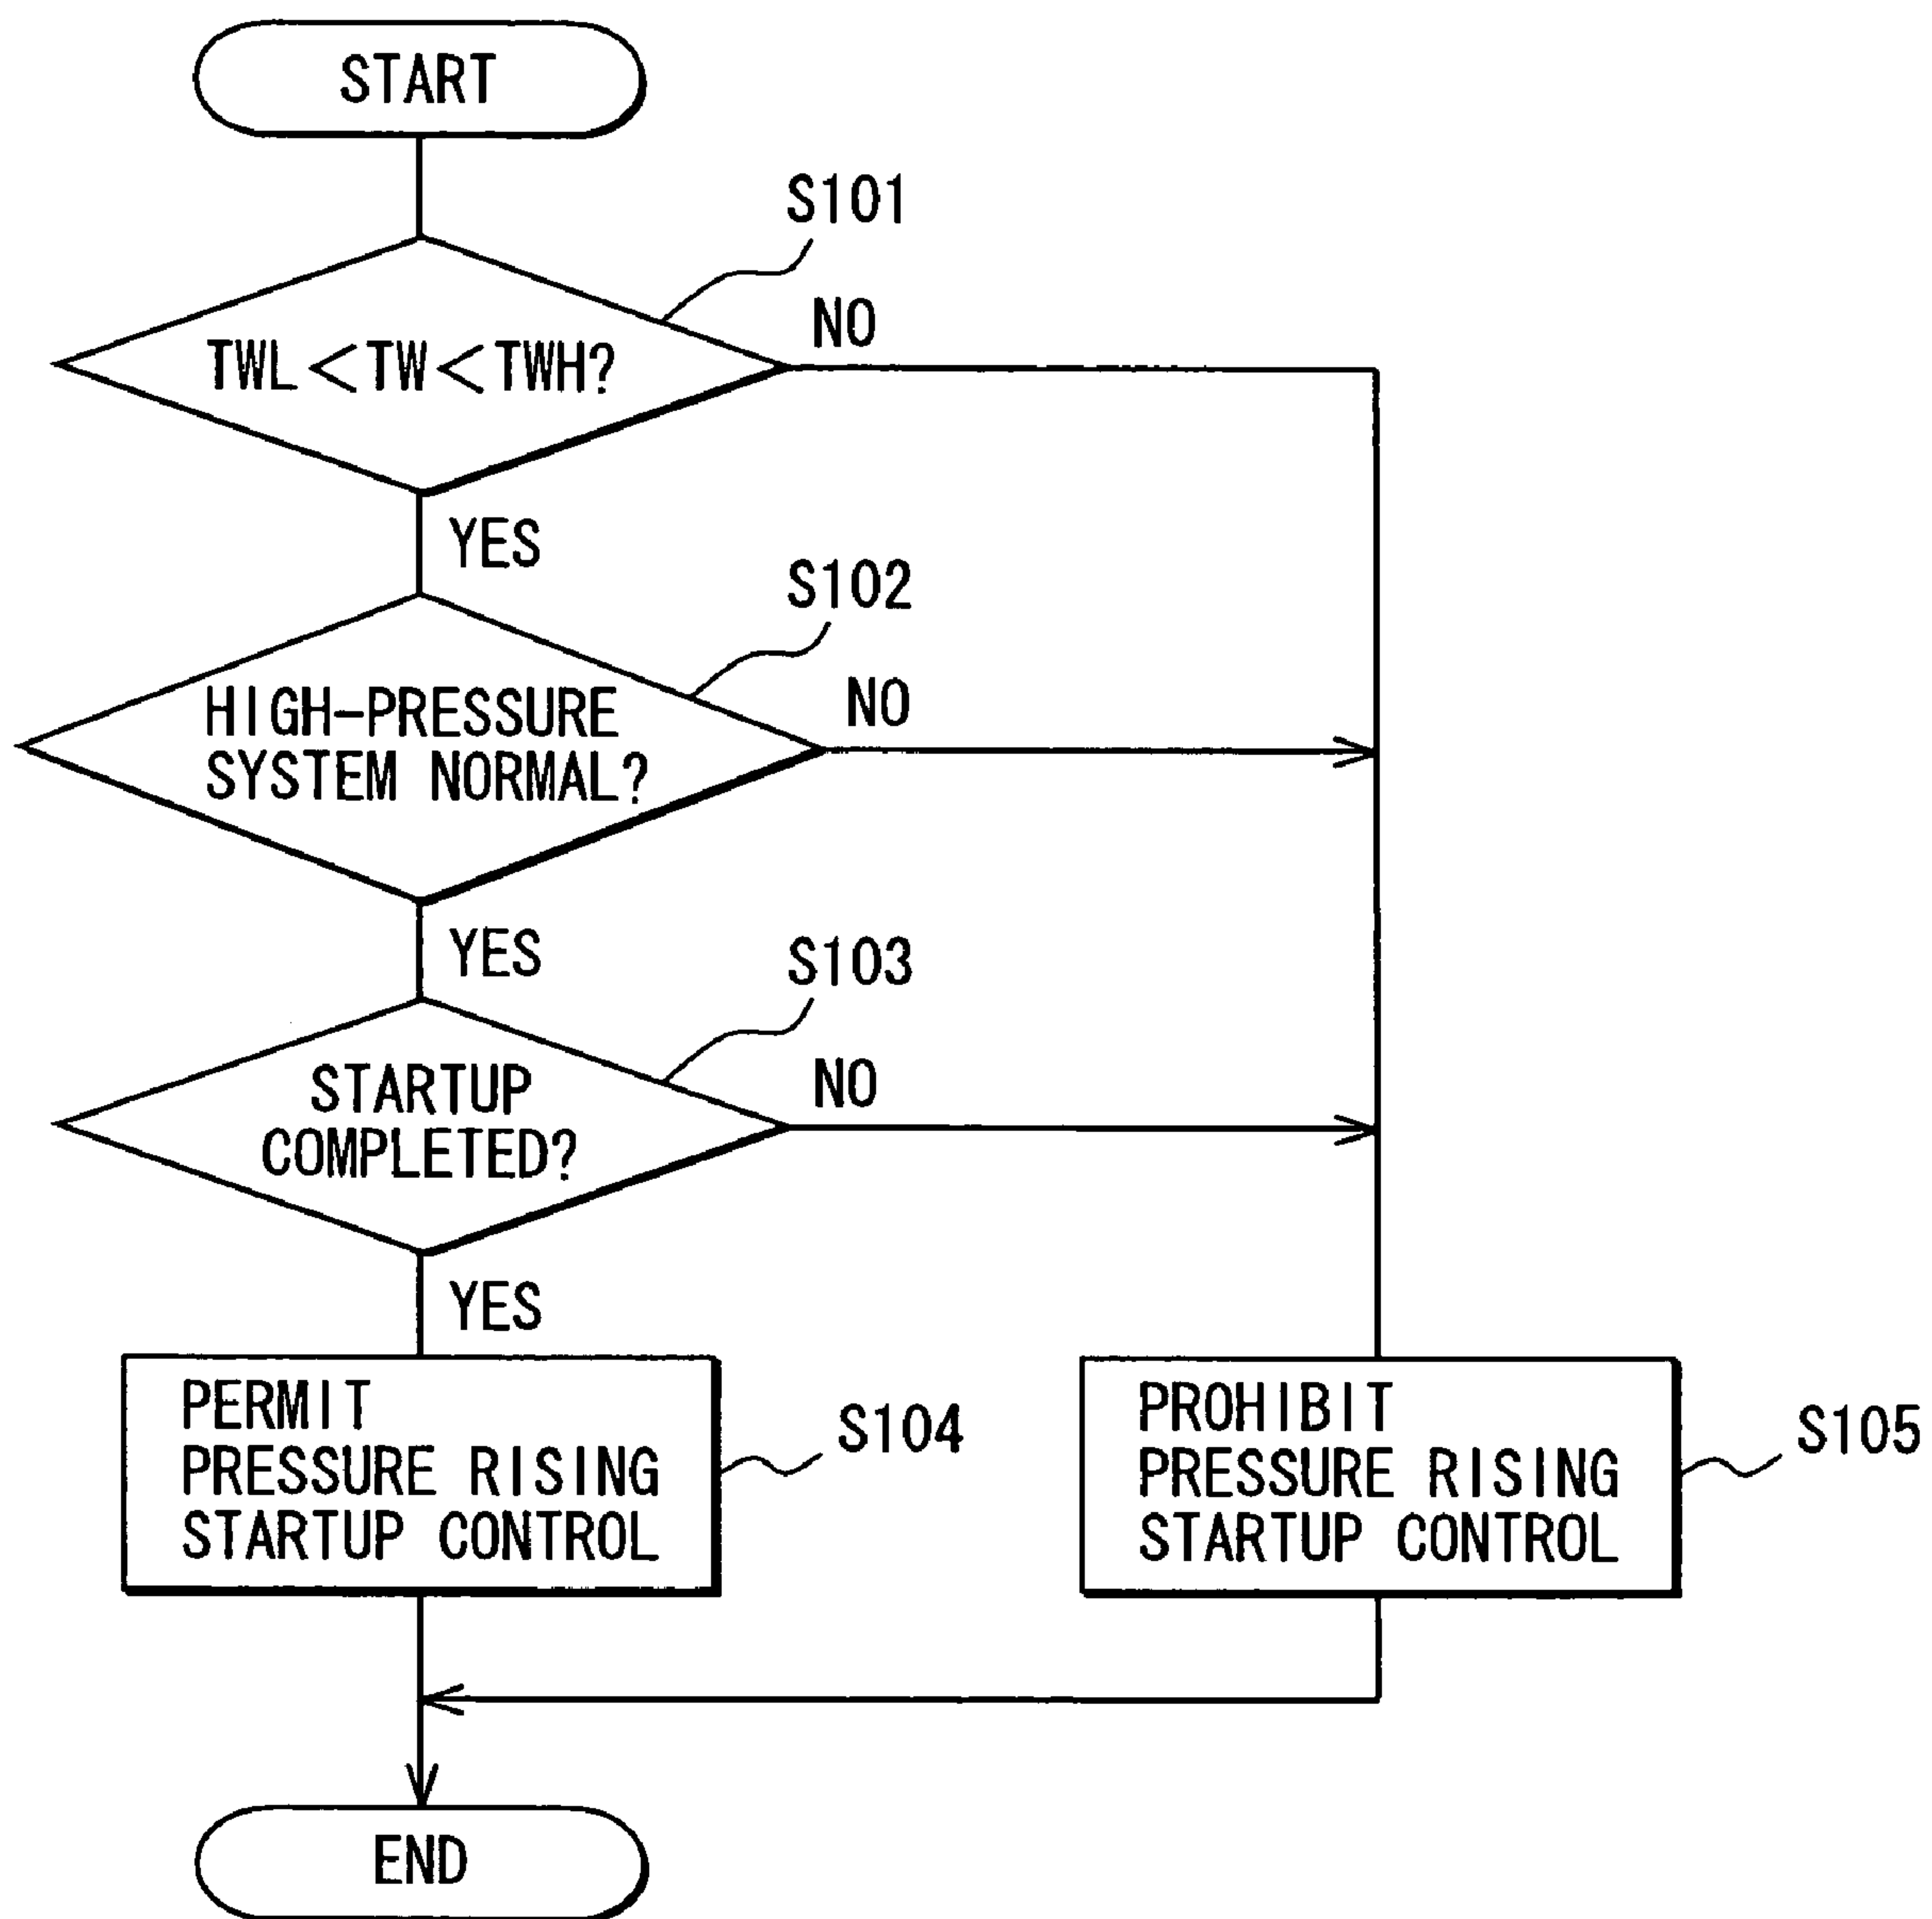 START
S101
NO
TWL<TW<TWH?
YES
S102
NO
HIGH-PRESSURE
SYSTEM NORMAL?
YES
S103
NO
STARTUP
COMPLETED?
YES
PERMIT
PRESSURE RISING
STARTUP CONTROL
S104
PROHIBIT
PRESSURE RISING
STARTUP CONTROL
S105
END